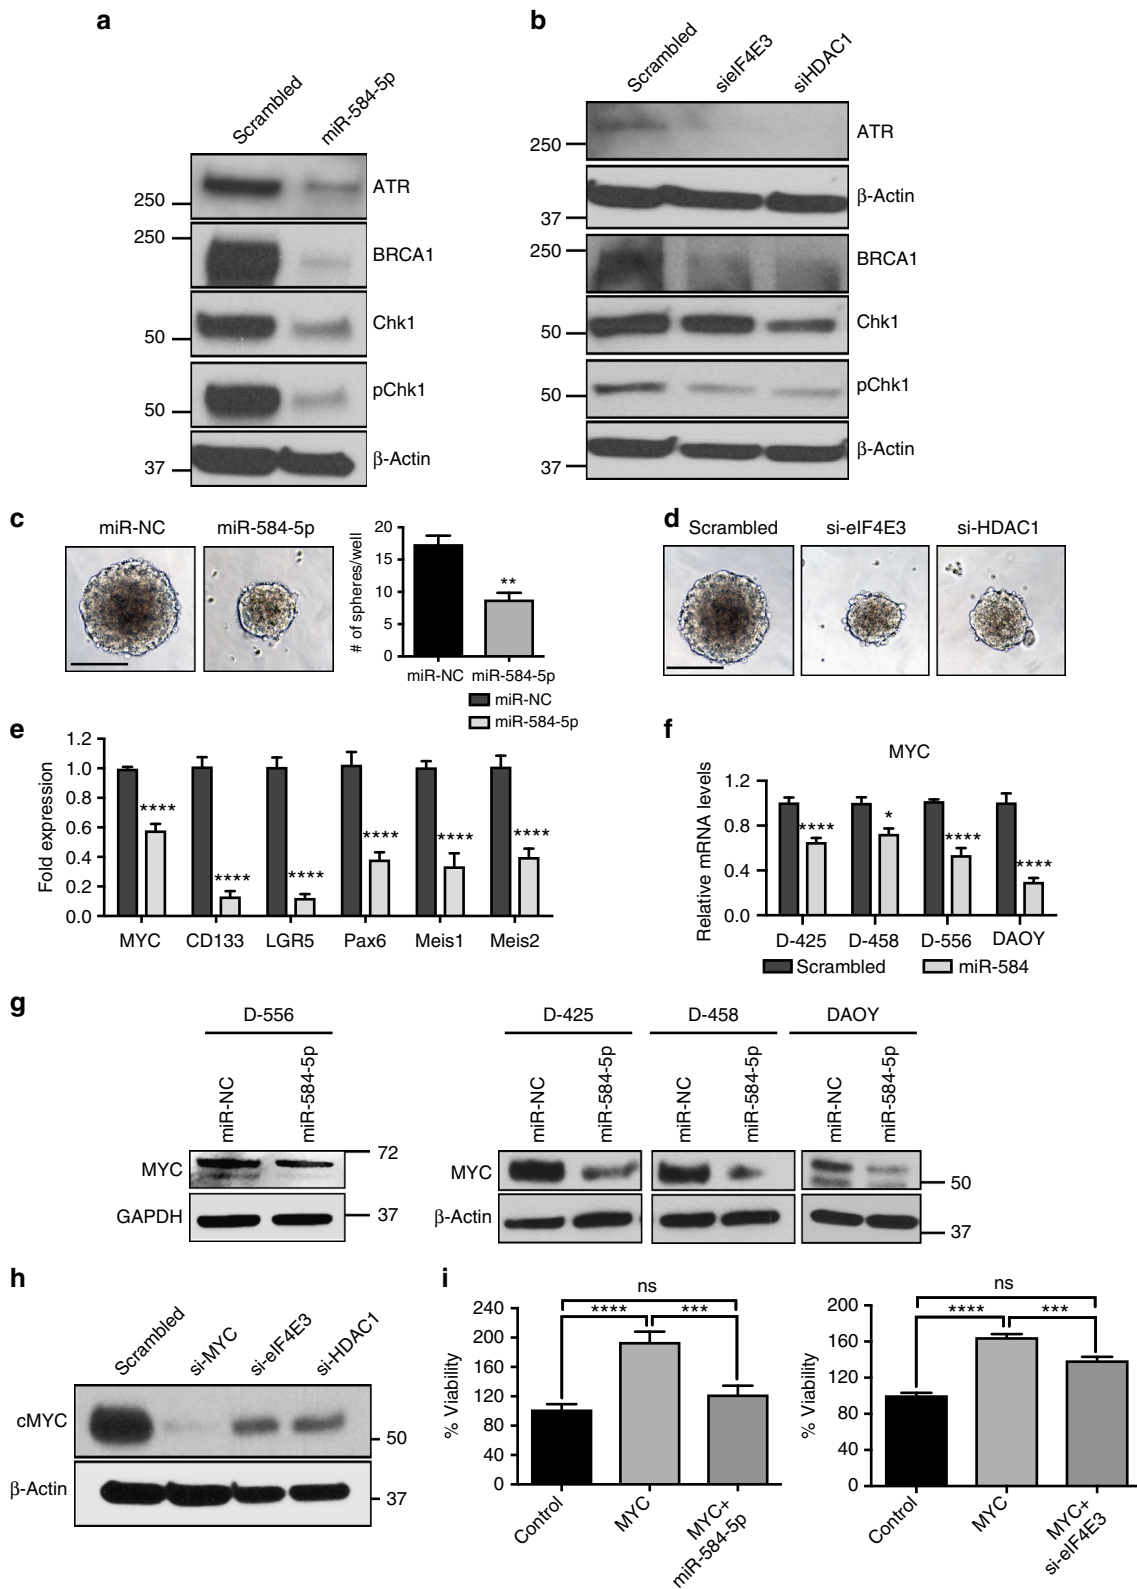 a
Scrambled
miR-584-5p
250
ATR
250
BRCA1
50
Chk1
50
pChk1
37
β-Actin
b
Scrambled
sielF4E3
siHDAC1
250
ATR
37
β-Actin
250
BRCA1
50
Chk1
50
pChk1
37
β-Actin
c
miR-NC
miR-584-5p
# of spheres/well
20
15
10
5
0
**
miR-NC
miR-584-5p
miR-NC
miR-584-5p
d
Scrambled
si-eIF4E3
si-HDAC1
e
Fold expression
1.2
1.0
0.8
0.6
0.4
0.2
0.0
****
****
****
****
****
****
MYC
CD133
LGR5
Pax6
Meis1
Meis2
f
MYC
Relative mRNA levels
1.2
0.8
0.4
0.0
****
*
****
****
D-425
D-458
D-556
DAOY
Scrambled
miR-584
g
D-556
miR-NC
miR-584-5p
MYC
72
GAPDH
37
D-425
D-458
DAOY
miR-NC
miR-584-5p
miR-NC
miR-584-5p
miR-NC
miR-584-5p
MYC
50
β-Actin
37
h
Scrambled
si-MYC
si-eIF4E3
si-HDAC1
cMYC
50
β-Actin
37
i
% Viability
240
200
160
120
80
40
0
ns
****
***
Control
MYC
MYC+
miR-584-5p
% Viability
200
160
120
80
40
0
ns
****
***
Control
MYC
MYC+
si-eIF4E3